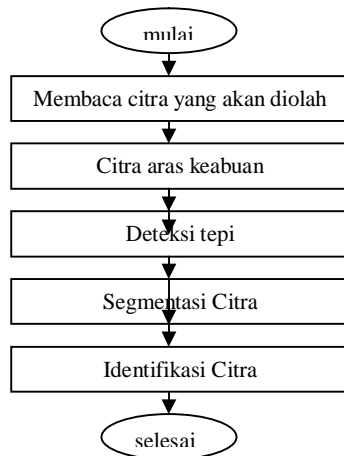 mulai
Membaca citra yang akan diolah
Citra aras keabuan
Deteksi tepi
Segmentasi Citra
Identifikasi Citra
selesai